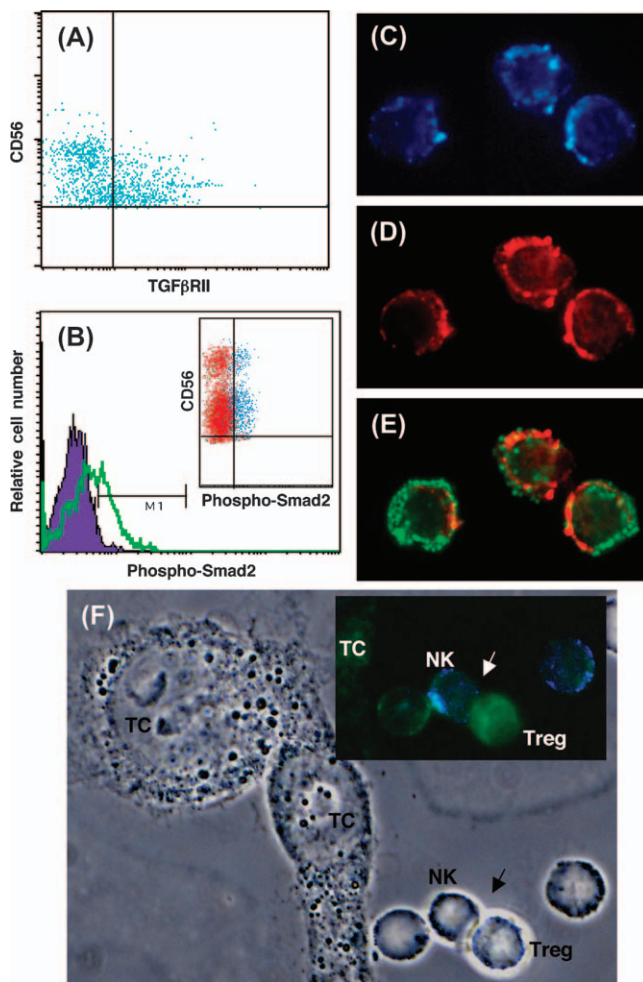 (A)
CD56
TGFβRII
(B)
Relative cell number
M1
Phospho-Smad2
CD56
Phospho-Smad2
(C)
(D)
(E)
(F)
TC
TC
NK
Treg
TC
NK
Treg